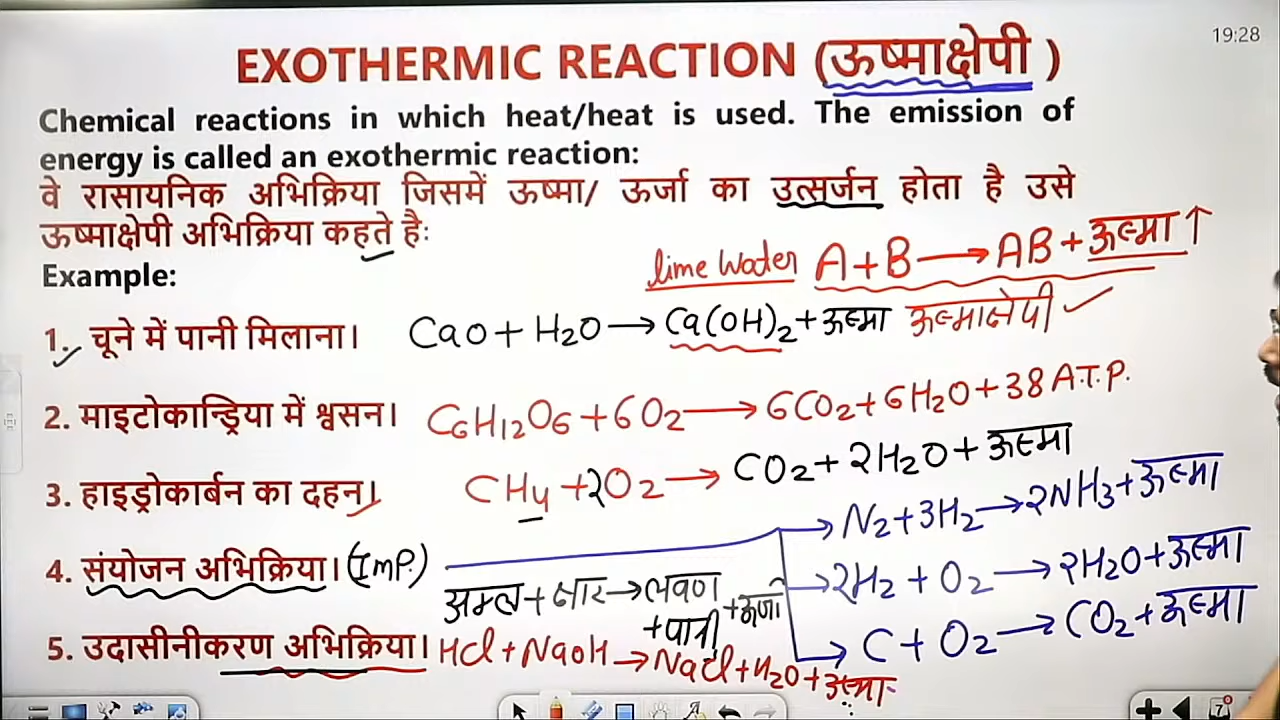 19:28
EXOTHERMIC REACTION (ऊष्माक्षेपी )
Chemical reactions in which heat/heat is used. The emission of
energy is called an exothermic reaction:
वे रासायनिक अभिक्रिया जिसमें ऊष्मा/ ऊर्जा का उत्सर्जन होता है उसे
ऊष्माक्षेपी अभिक्रिया कहते है:
Example:
lime Water A+B→AB+ऊष्मा↑
1. चूने में पानी मिलाना। CaO+H2O→Ca(OH)2+ऊष्मा ऊष्माक्षेपी ✓
2. माइटोकान्ड्रिया में श्वसन। C6H12O6+6O2→6CO2+6H2O+38 A.T.P.
3. हाइड्रोकार्बन का दहन। CH4+2O2→CO2+2H2O+ऊष्मा
N2+3H2→2NH3+ऊष्मा
4. संयोजन अभिक्रिया। (Imp.)
2H2+O2→2H2O+ऊष्मा
अम्ल+क्षार→लवण
+पानी+ऊर्जा
C+O2→CO2+ऊष्मा
5. उदासीनीकरण अभिक्रिया। HCl+NaOH→NaCl+H2O+ऊष्मा
7